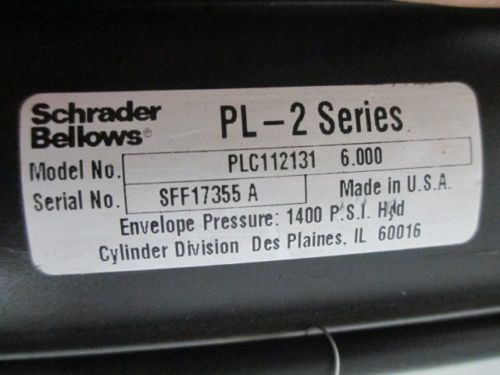 Schrader
Bellows®
PL-2 Series
Model No. PLC112131 6.000
Serial No. SFF17355 A Made in U.S.A.
Envelope Pressure: 1400 P.S.I. Hyd
Cylinder Division Des Plaines, IL 60016